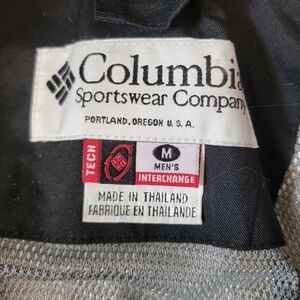 Columbia
Sportswear Company
PORTLAND, OREGON U.S.A.
TECH
M
MEN'S
INTERCHANGE
MADE IN THAILAND
FABRIQUE EN THAILANDE